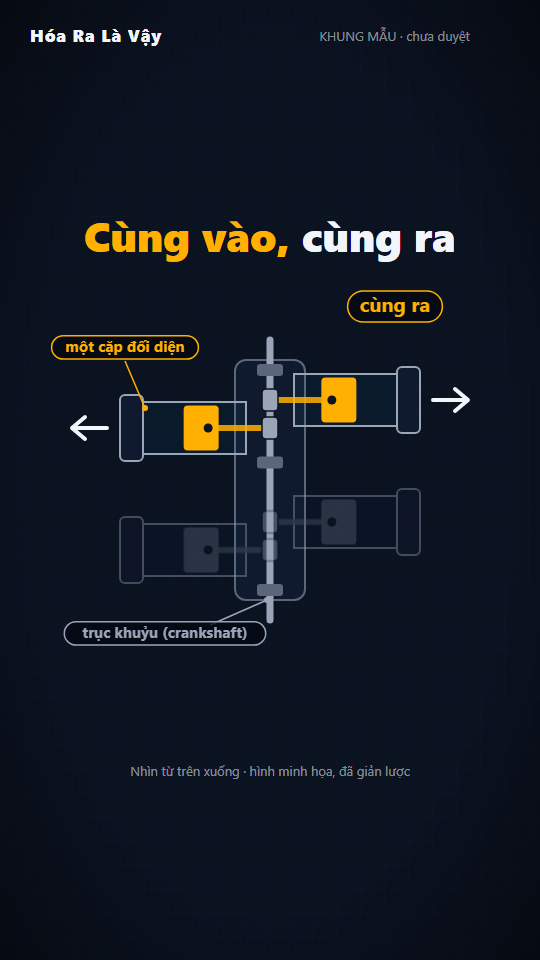 Hóa Ra Là Vậy
KHUNG MẪU · chưa duyệt
Cùng vào, cùng ra
cùng ra
một cặp đối diện
trục khuỷu (crankshaft)
Nhìn từ trên xuống · hình minh họa, đã giản lược